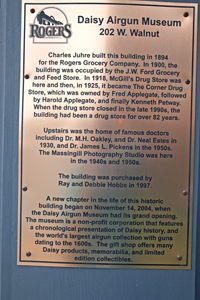 ROGERS
Daisy Airgun Museum
202 W. Walnut
Charles Juhre built this building in 1894
for the Rogers Grocery Company. In 1900, the
building was occupied by the J.W. Ford Grocery
and Feed Store. In 1918, McGill's Drug Store was
here and then, in 1925, it became The Corner Drug
Store, which was owned by Fred Applegate, followed
by Harold Applegate, and finally Kenneth Petway.
When the drug store closed in the late 1990s, the
building had been a drug store for over 82 years.
Upstairs was the home of famous doctors
including Dr. M.H. Oakley, and Dr. Neal Estes in
1930, and Dr. James L. Pickens in the 1950s.
The Massingill Photography Studio was here
in the 1940s and 1950s.
The building was purchased by
Ray and Debbie Hobbs in 1997.
A new chapter in the life of this historic
building began on November 14, 2004, when
the Daisy Airgun Museum had its grand opening.
The museum is a non-profit corporation that features
a chronological presentation of Daisy history, and
the world's largest airgun collection with guns
dating to the 1600s. The gift shop offers many
Daisy products, memorabilia, and limited
edition collectibles.